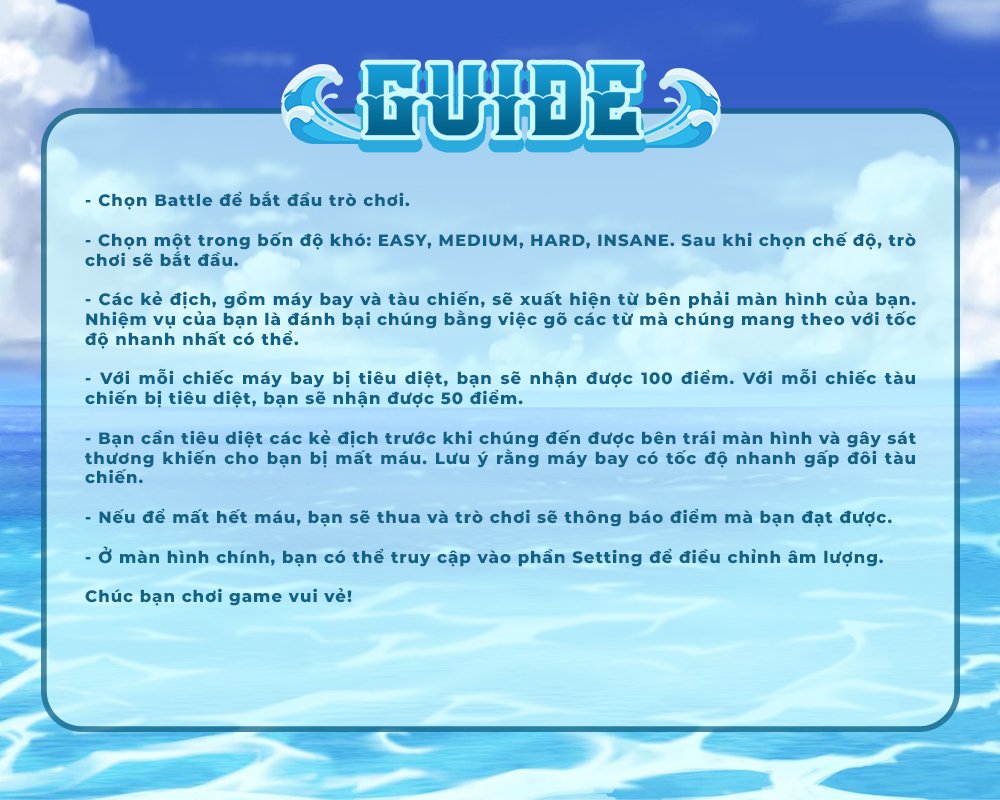 GUIDE
- Chọn Battle để bắt đầu trò chơi.
- Chọn một trong bốn độ khó: EASY, MEDIUM, HARD, INSANE. Sau khi chọn chế độ, trò
chơi sẽ bắt đầu.
- Các kẻ địch, gồm máy bay và tàu chiến, sẽ xuất hiện từ bên phải màn hình của bạn.
Nhiệm vụ của bạn là đánh bại chúng bằng việc gõ các từ mà chúng mang theo với tốc
độ nhanh nhất có thể.
- Với mỗi chiếc máy bay bị tiêu diệt, bạn sẽ nhận được 100 điểm. Với mỗi chiếc tàu
chiến bị tiêu diệt, bạn sẽ nhận được 50 điểm.
- Bạn cần tiêu diệt các kẻ địch trước khi chúng đến được bên trái màn hình và gây sát
thương khiến cho bạn bị mất máu. Lưu ý rằng máy bay có tốc độ nhanh gấp đôi tàu
chiến.
- Nếu để mất hết máu, bạn sẽ thua và trò chơi sẽ thông báo điểm mà bạn đạt được.
- Ở màn hình chính, bạn có thể truy cập vào phần Setting để điều chỉnh âm lượng.
Chúc bạn chơi game vui vẻ!